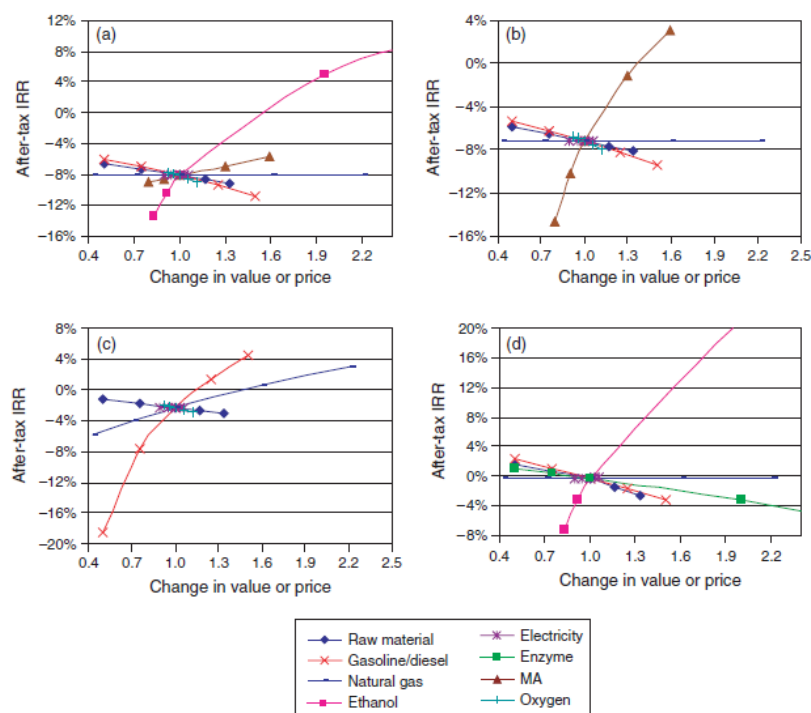 (a)
After-tax IRR
12%
8%
4%
0%
−4%
−8%
−12%
−16%
0.4 0.7 1.0 1.3 1.6 1.9 2.2
Change in value or price
(b)
After-tax IRR
4%
0%
−4%
−8%
−12%
−16%
0.4 0.7 1.0 1.3 1.6 1.9 2.2 2.5
Change in value or price
(c)
After-tax IRR
8%
4%
0%
−4%
−8%
−12%
−16%
−20%
0.4 0.7 1.0 1.3 1.6 1.9 2.2 2.5
Change in value or price
(d)
After-tax IRR
20%
16%
12%
8%
4%
0%
−4%
−8%
0.4 0.7 1.0 1.3 1.6 1.9 2.2
Change in value or price
Raw material
Gasoline/diesel
Natural gas
Ethanol
Electricity
Enzyme
MA
Oxygen